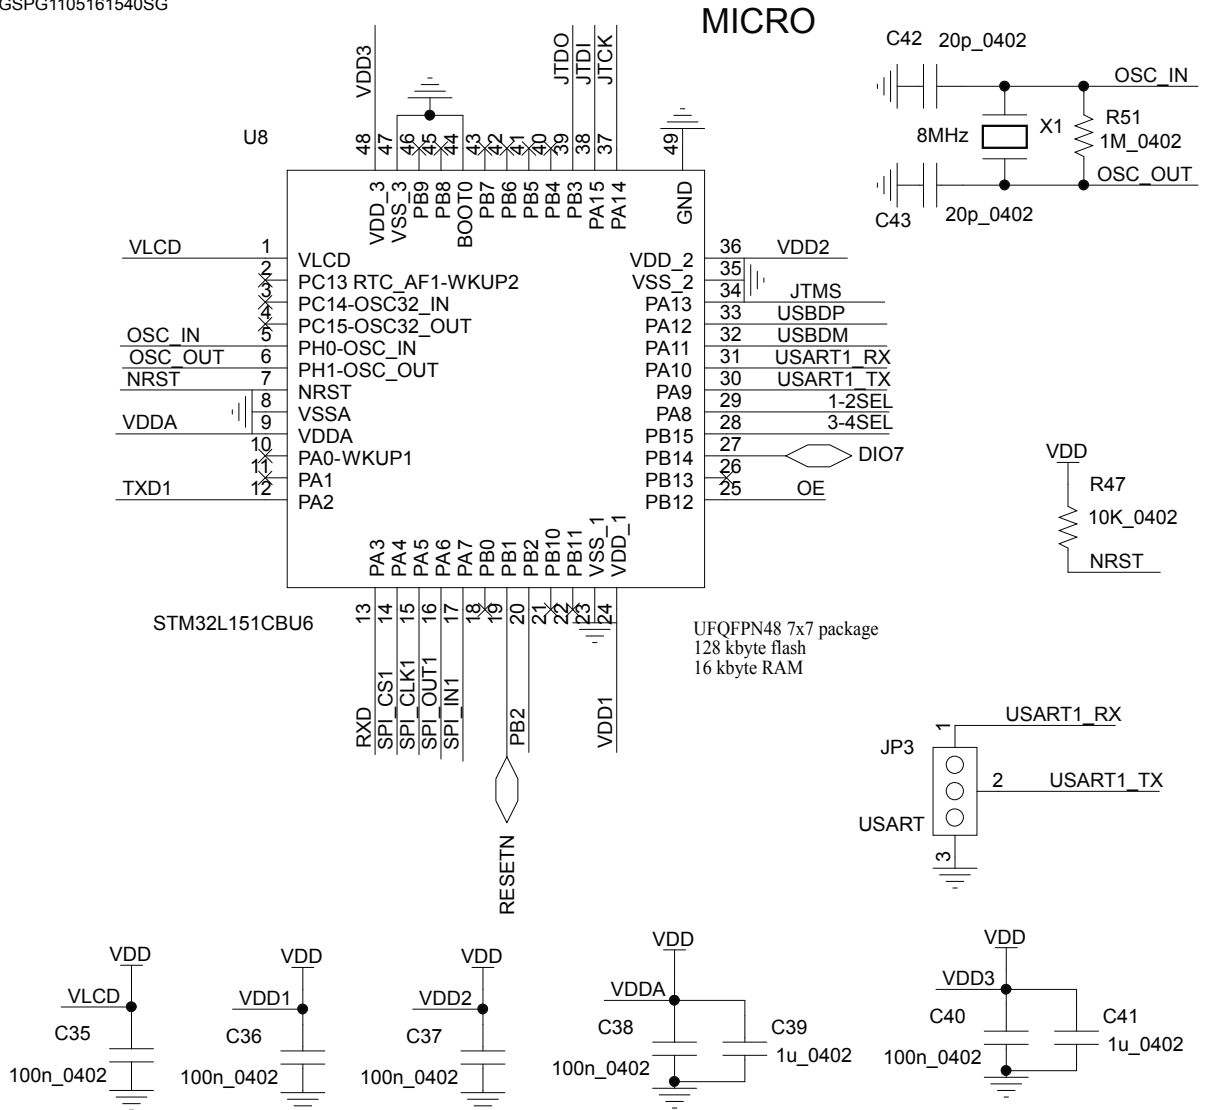 GSPG1105161540SG
MICRO
C42
20p_0402
OSC_IN
8MHz
X1
R51
1M_0402
OSC_OUT
C43
20p_0402
VDD3
JTDO
JTDI
JTCK
U8
48
47
46
45
44
43
42
41
40
39
38
37
49
VDD_3
VSS_3
PB9
PB8
BOOT0
PB7
PB6
PB5
PB4
PB3
PA15
PA14
GND
VLCD
1
VLCD
2
PC13 RTC_AF1-WKUP2
3
PC14-OSC32_IN
4
PC15-OSC32_OUT
OSC_IN
5
PH0-OSC_IN
OSC_OUT
6
PH1-OSC_OUT
NRST
7
NRST
8
VSSA
VDDA
9
VDDA
10
PA0-WKUP1
11
PA1
TXD1
12
PA2
VDD_2
36
VDD2
VSS_2
35
PA13
34
JTMS
PA12
33
USBDP
PA11
32
USBDM
PA10
31
USART1_RX
PA9
30
USART1_TX
PA8
29
1-2SEL
PB15
28
3-4SEL
PB14
27
DIO7
PB13
26
PB12
25
OE
PA3
PA4
PA5
PA6
PA7
PB0
PB1
PB2
PB10
PB11
VSS_1
VDD_1
13
14
15
16
17
18
19
20
21
22
23
24
STM32L151CBU6
RXD
SPI_CS1
SPI_CLK1
SPI_OUT1
SPI_IN1
PB2
VDD1
RESETN
UFQFPN48 7x7 package
128 kbyte flash
16 kbyte RAM
VDD
R47
10K_0402
NRST
JP3
1
USART1_RX
2
USART1_TX
USART
3
VDD
VLCD
C35
100n_0402
VDD
VDD1
C36
100n_0402
VDD
VDD2
C37
100n_0402
VDD
VDDA
C38
100n_0402
C39
1u_0402
VDD
VDD3
C40
100n_0402
C41
1u_0402